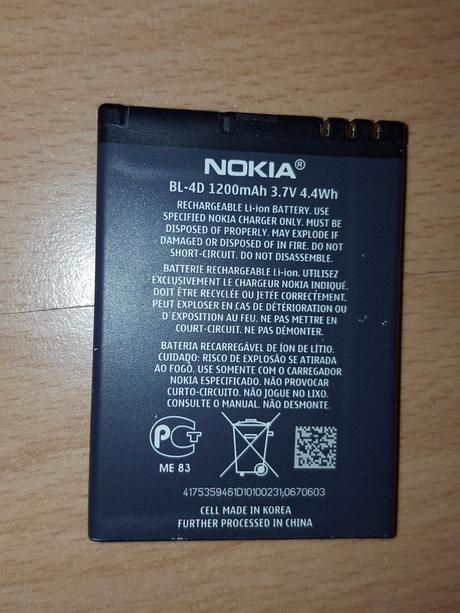 NOKIA®
BL-4D 1200mAh 3.7V 4.4Wh
RECHARGEABLE Li-ion BATTERY. USE
SPECIFIED NOKIA CHARGER ONLY. MUST BE
DISPOSED OF PROPERLY. MAY EXPLODE IF
DAMAGED OR DISPOSED OF IN FIRE. DO NOT
SHORT-CIRCUIT. DO NOT DISASSEMBLE.
BATTERIE RECHARGEABLE Li-ion. UTILISEZ
EXCLUSIVEMENT LE CHARGEUR NOKIA INDIQUÉ.
DOIT ÊTRE RECYCLÉE OU JETÉE CORRECTEMENT.
PEUT EXPLOSER EN CAS DE DÉTÉRIORATION OU
D'EXPOSITION AU FEU. NE PAS METTRE EN
COURT-CIRCUIT. NE PAS DÉMONTER.
BATERIA RECARREGÁVEL DE ÍON DE LÍTIO.
CUIDADO: RISCO DE EXPLOSÃO SE ATIRADA
AO FOGO. USE SOMENTE COM O CARREGADOR
NOKIA ESPECIFICADO. NÃO PROVOCAR
CURTO-CIRCUITO. NÃO JOGUE NO LIXO.
CONSULTE O MANUAL. NÃO DESMONTE.
РСТ
ME 83
4175359461D10100231;0670603
CELL MADE IN KOREA
FURTHER PROCESSED IN CHINA